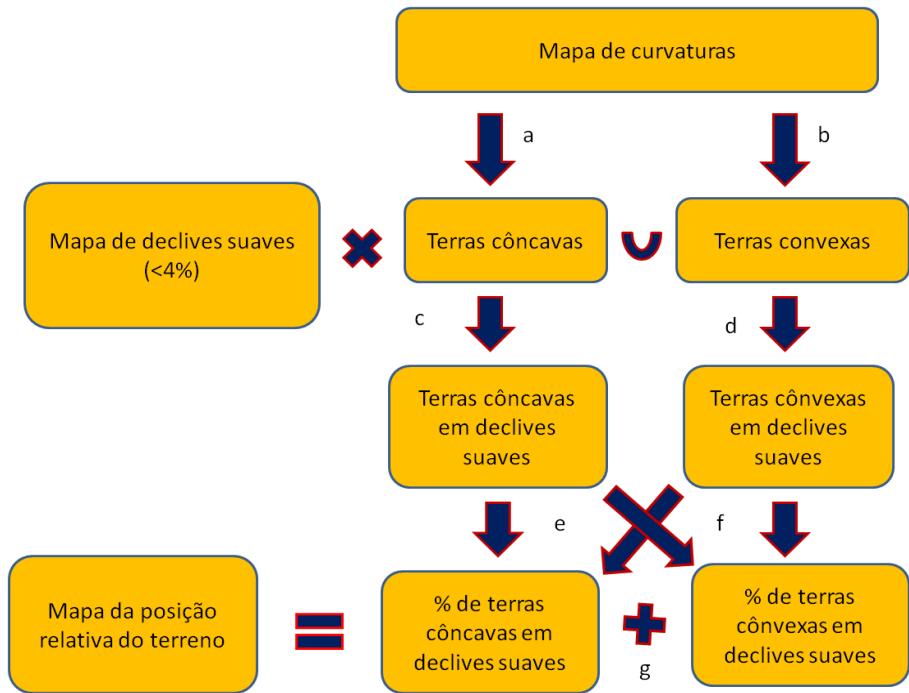 Mapa de curvaturas
a
b
Mapa de declives suaves
(<4%)
Terras côncavas
Terras convexas
c
d
Terras côncavas
em declives
suaves
Terras cônvexas
em declives
suaves
e
f
Mapa da posição
relativa do terreno
% de terras
côncavas em
declives suaves
g
% de terras
cônvexas em
declives suaves